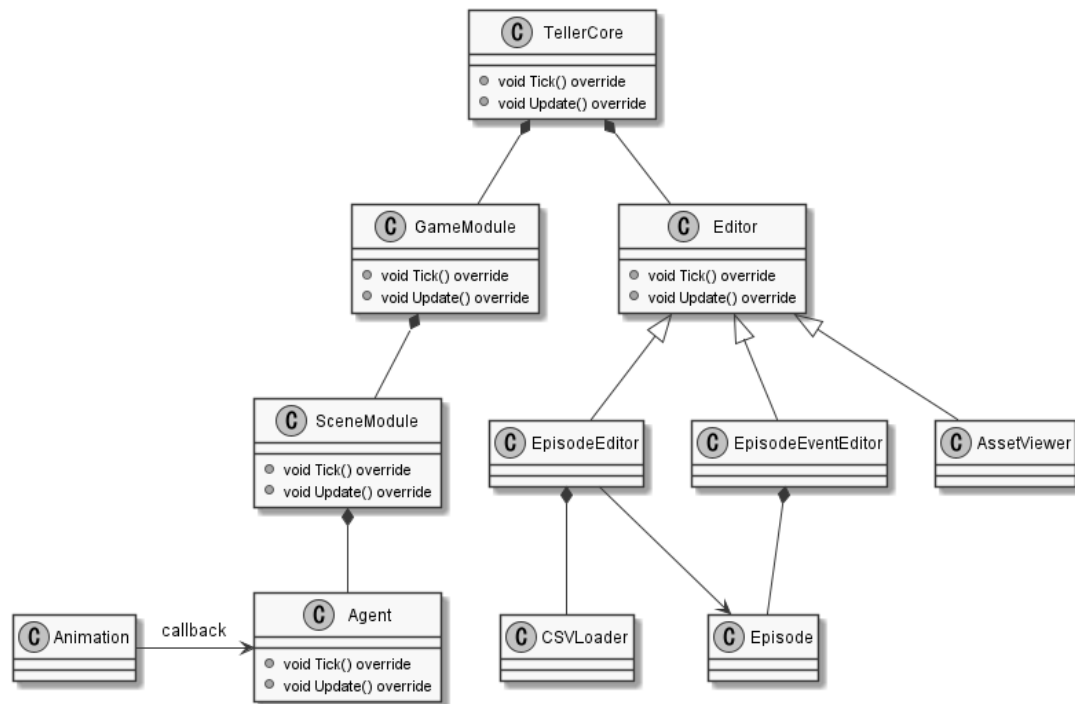 C TellerCore
void Tick() override
void Update() override
C GameModule
void Tick() override
void Update() override
C Editor
void Tick() override
void Update() override
C SceneModule
void Tick() override
void Update() override
C EpisodeEditor
C EpisodeEventEditor
C AssetViewer
C Animation
callback
C Agent
void Tick() override
void Update() override
C CSVLoader
C Episode